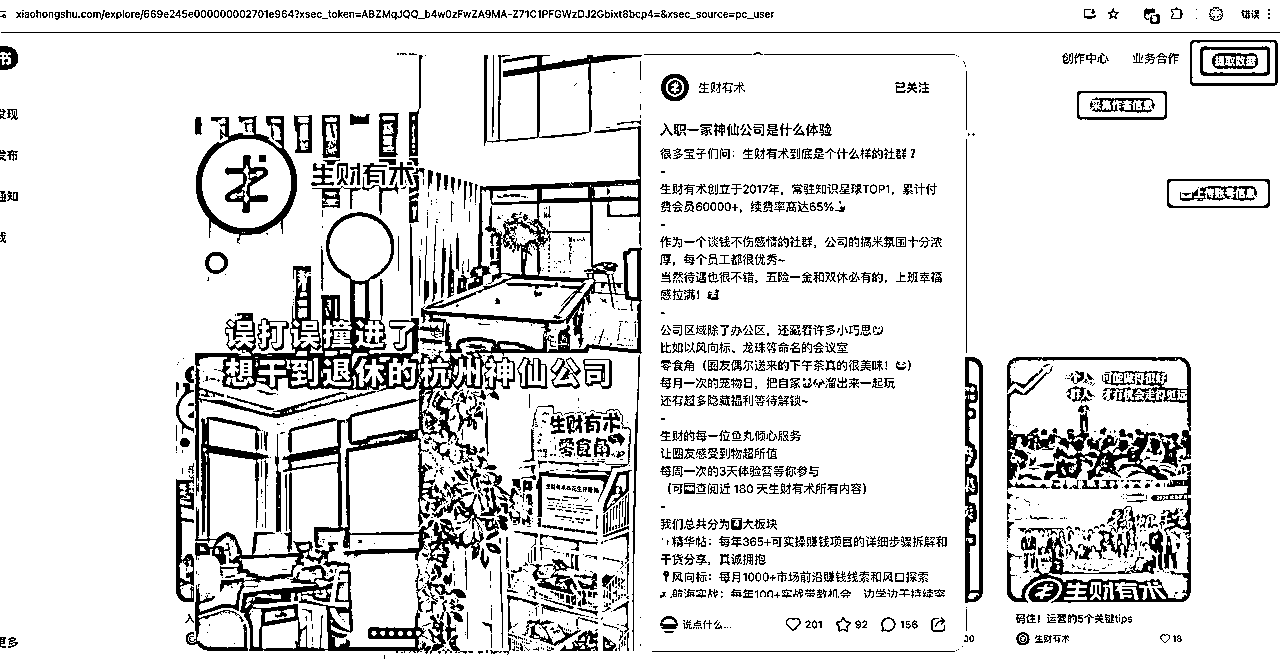 xiaohongshu.com/explore/669e245e000000002701e964?xsec_token=ABZMqJQQ_b4w0zFwZA9MA-Z71C1PFGWzDJ2Gbixt8bcp4=&xsec_source=pc_user
错误
书
创作中心 业务合作
提取数据
采集作者信息
上传账号信息
发现
发布
通知
更多
生财有术
误打误撞进了
想干到退休的杭州神仙公司
生财有术
零食角
生财有术
已关注
入职一家神仙公司是什么体验
很多宝子们问：生财有术到底是个什么样的社群？
-
生财有术创立于2017年，常驻知识星球TOP1，累计付
费会员60000+，续费率高达65%
-
作为一个谈钱不伤感情的社群，公司的搞米氛围十分浓
厚，每个员工都很优秀~
当然待遇也很不错，五险一金和双休必有的，上班幸福
感拉满！
-
公司区域除了办公区，还藏着许多小巧思
比如以风向标、龙珠等命名的会议室
零食角（圈友偶尔送来的下午茶真的很美味！）
每月一次的宠物日，把自家溜出来一起玩
还有超多隐藏福利等待解锁~
-
生财的每一位鱼丸倾心服务
让圈友感受到物超所值
每周一次的3天体验营等你参与
（可查阅近 180 天生财有术所有内容）
-
我们总共分为大板块
精华帖：每年365+可实操赚钱项目的详细步骤拆解和
干货分享，真诚拥抱
风向标：每月1000+市场前沿赚钱线索和风口探索
航海实战：每年100+实战带教机会，边学边干持续变
说点什么...
201
92
156
一个人 可能做得更好
群人 才能会走得更远
生财有术
码住！运营的5个关键tips
生财有术
18